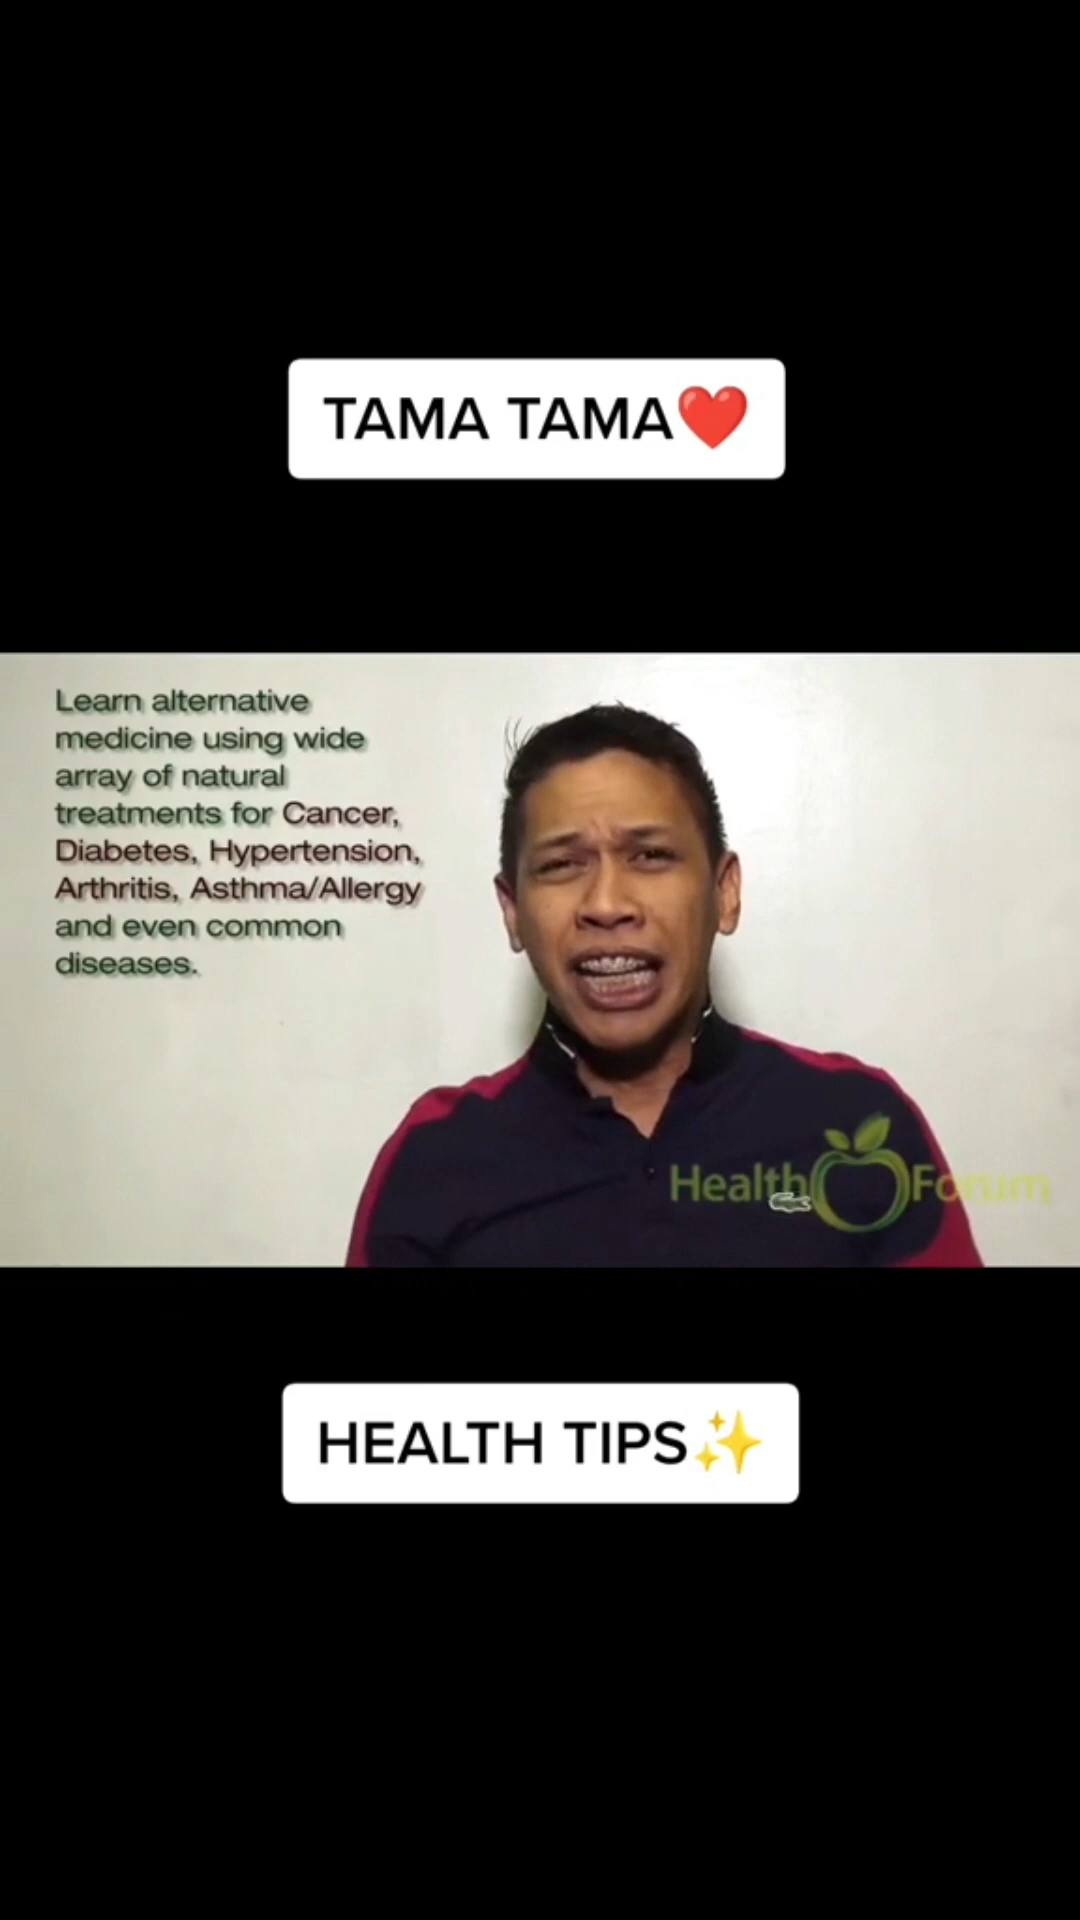 TAMA TAMA❤️
Learn alternative
medicine using wide
array of natural
treatments for Cancer,
Diabetes, Hypertension,
Arthritis, Asthma/Allergy
and even common
diseases.
Health Forum
HEALTH TIPS✨